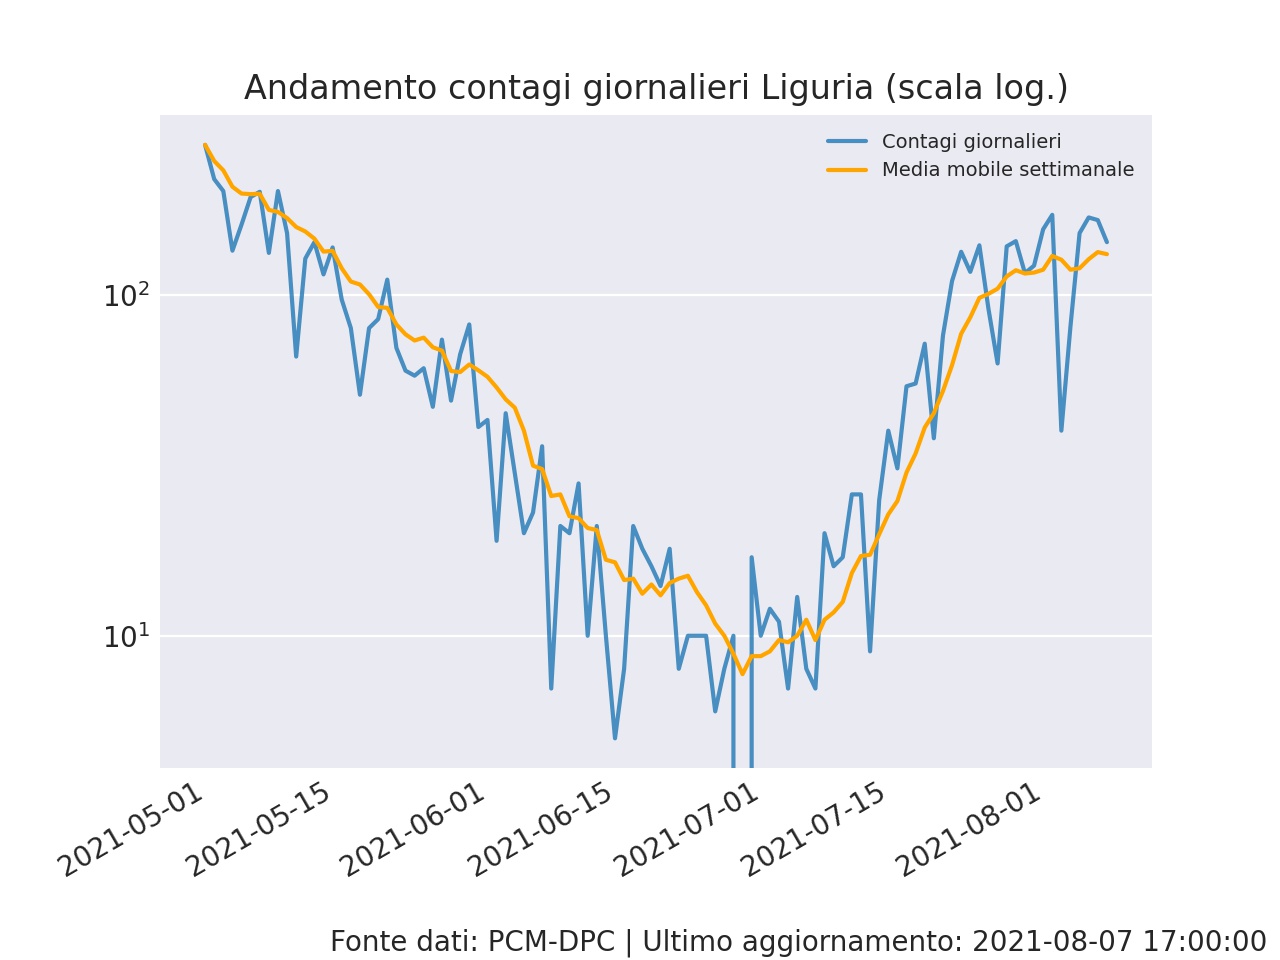 Andamento contagi giornalieri Liguria (scala log.)
Contagi giornalieri
Media mobile settimanale
10²
10¹
2021-05-01
2021-05-15
2021-06-01
2021-06-15
2021-07-01
2021-07-15
2021-08-01
Fonte dati: PCM-DPC | Ultimo aggiornamento: 2021-08-07 17:00:00